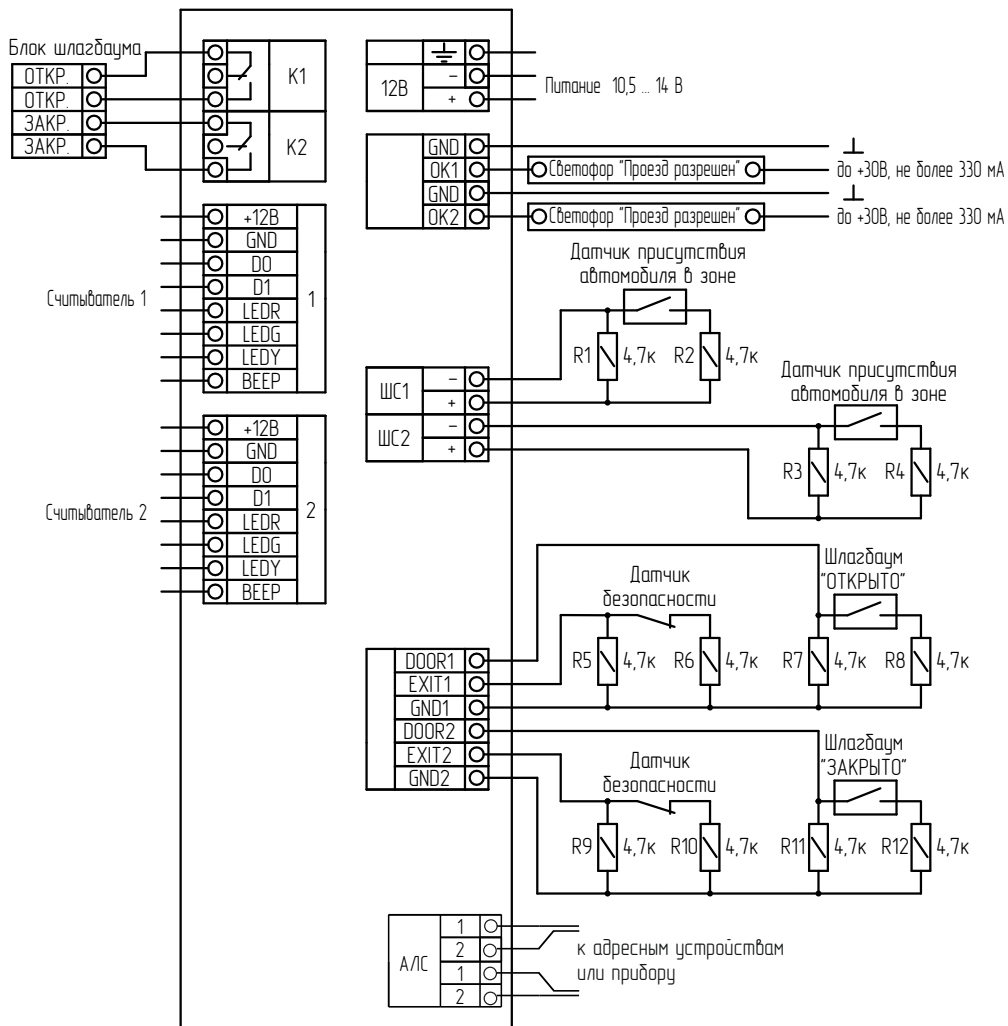 Блок шлагбаума
ОТКР.
ОТКР.
ЗАКР.
ЗАКР.
К1
К2
12В
−
+
Питание 10,5 ... 14 В
GND
OK1
GND
OK2
Светофор "Проезд разрешен"
до +30В, не более 330 мА
Светофор "Проезд разрешен"
до +30В, не более 330 мА
Считыватель 1
+12В
GND
D0
D1
LEDR
LEDG
LEDY
BEEP
1
Считыватель 2
+12В
GND
D0
D1
LEDR
LEDG
LEDY
BEEP
2
Датчик присутствия
автомобиля в зоне
R1 4,7к R2 4,7к
ШС1
−
+
ШС2
−
+
Датчик присутствия
автомобиля в зоне
R3 4,7к R4 4,7к
DOOR1
EXIT1
GND1
DOOR2
EXIT2
GND2
Датчик
безопасности
Шлагбаум
"ОТКРЫТО"
R5 4,7к R6 4,7к R7 4,7к R8 4,7к
Датчик
безопасности
Шлагбаум
"ЗАКРЫТО"
R9 4,7к R10 4,7к R11 4,7к R12 4,7к
АЛС
1
2
1
2
к адресным устройствам
или прибору